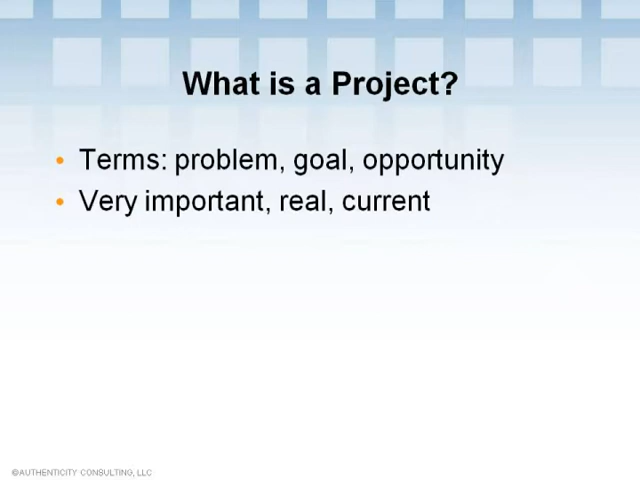 What is a Project?
• Terms: problem, goal, opportunity
• Very important, real, current
©AUTHENTICITY CONSULTING, LLC